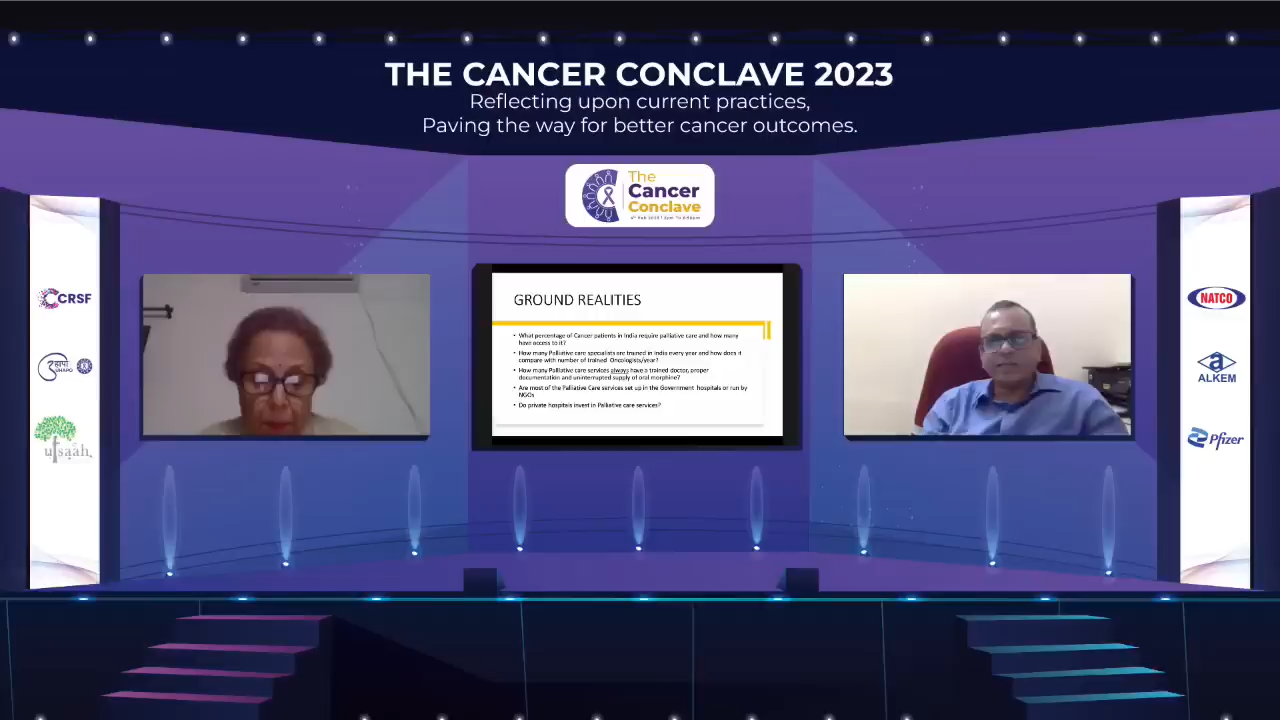 THE CANCER CONCLAVE 2023
Reflecting upon current practices,
Paving the way for better cancer outcomes.
The
Cancer
Conclave
CRSF
utsaah
GROUND REALITIES
• What percentage of Cancer patients in India require palliative care and how many
have access to it?
• How many Palliative care specialists are trained in India every year and how does it
compare with number of trained Oncologists/year?
• How many Palliative care services always have a trained doctor, proper
documentation and uninterrupted supply of oral morphine?
• Are most of the Palliative Care services set up in the Government hospitals or run by
NGOs
• Do private hospitals invest in Palliative care services?
NATCO
ALKEM
Pfizer